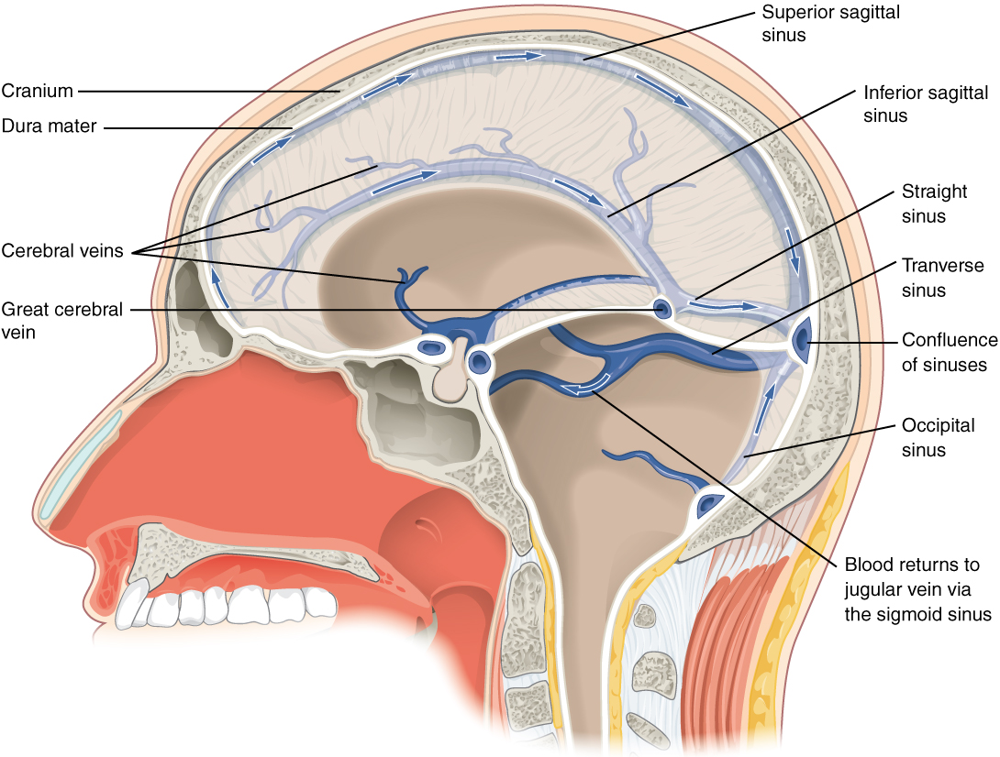 Superior sagittal
sinus
Cranium
Inferior sagittal
sinus
Dura mater
Straight
sinus
Cerebral veins
Tranverse
sinus
Great cerebral
vein
Confluence
of sinuses
Occipital
sinus
Blood returns to
jugular vein via
the sigmoid sinus